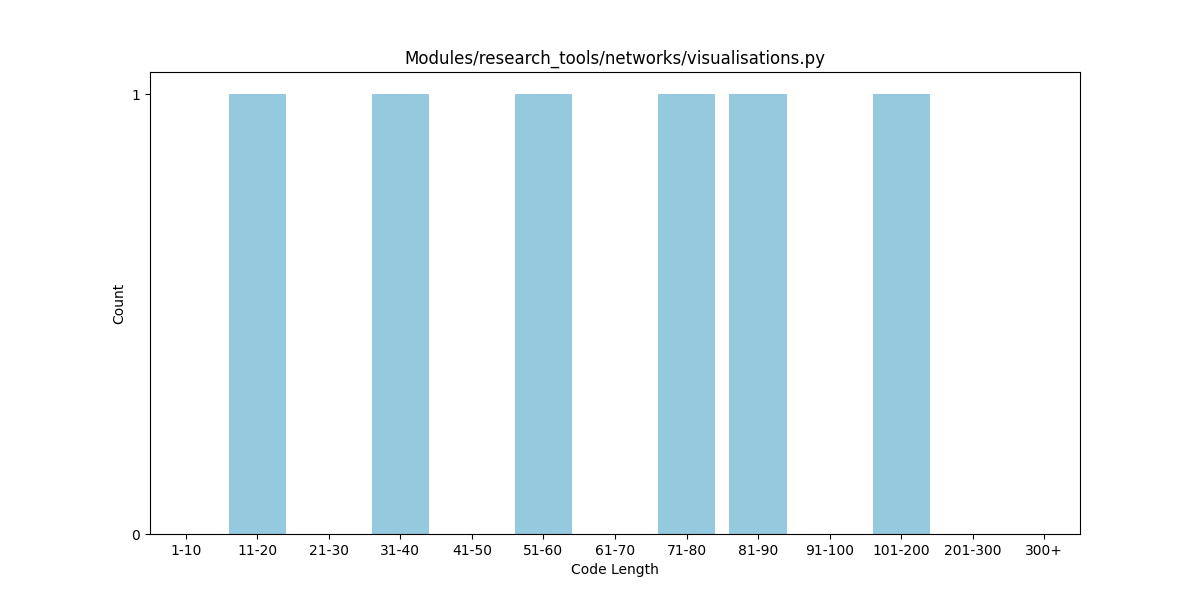 Modules/research_tools/networks/visualisations.py
1
Count
0
1-10 11-20 21-30 31-40 41-50 51-60 61-70 71-80 81-90 91-100 101-200 201-300 300+
Code Length